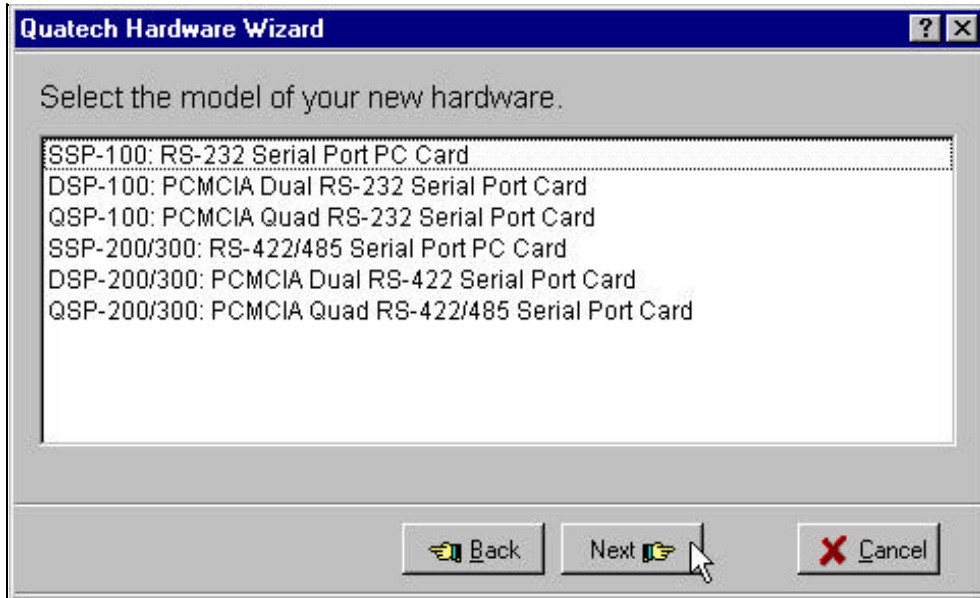 Quatech Hardware Wizard
Select the model of your new hardware.
SSP-100: RS-232 Serial Port PC Card
DSP-100: PCMCIA Dual RS-232 Serial Port Card
QSP-100: PCMCIA Quad RS-232 Serial Port Card
SSP-200/300: RS-422/485 Serial Port PC Card
DSP-200/300: PCMCIA Dual RS-422 Serial Port Card
QSP-200/300: PCMCIA Quad RS-422/485 Serial Port Card
Back Next Cancel